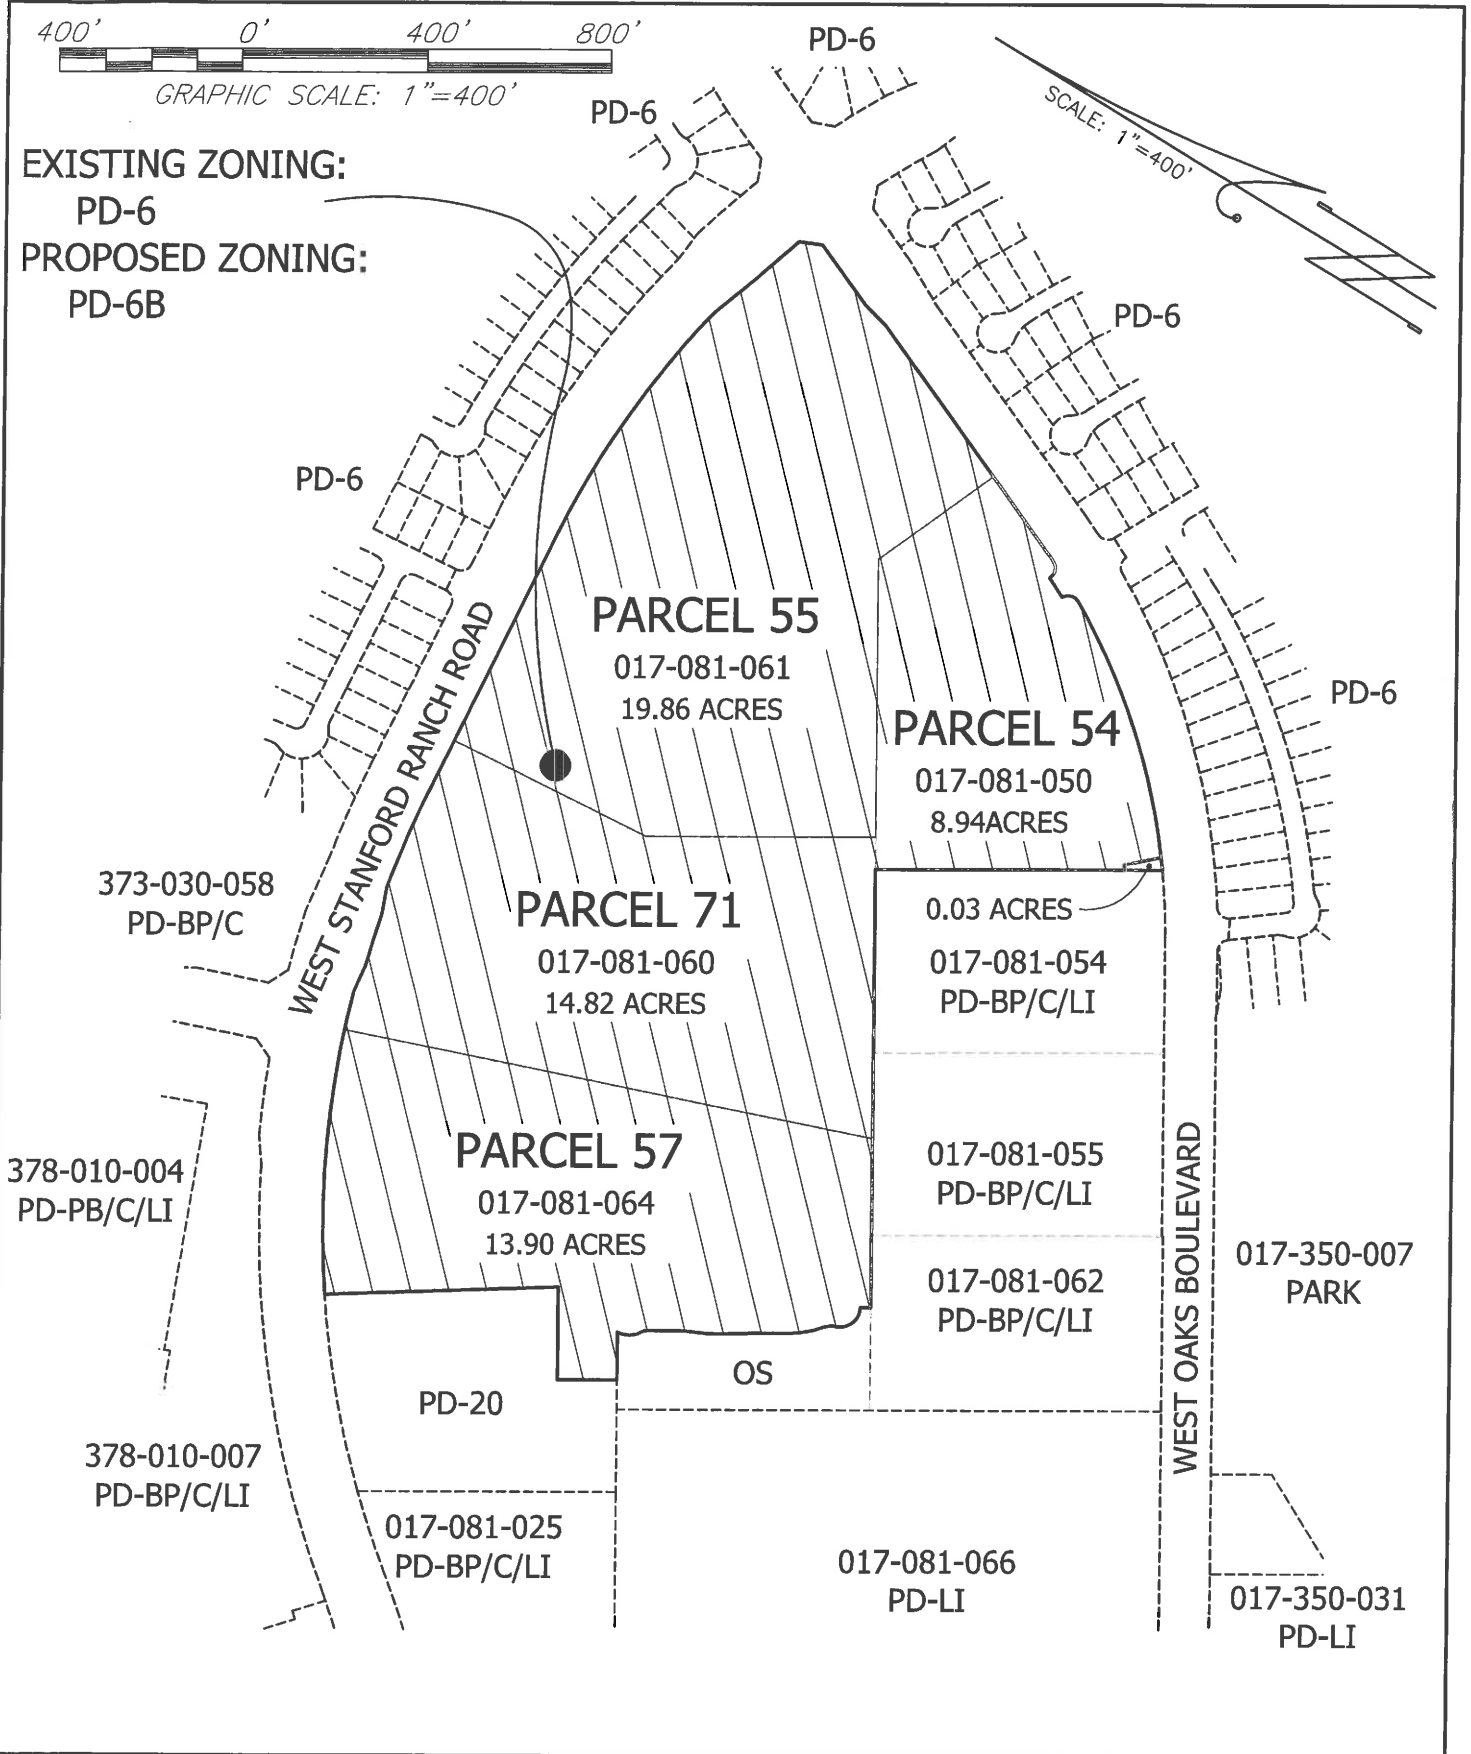 400' 0' 400' 800'
GRAPHIC SCALE: 1"=400'
PD-6
PD-6
SCALE: 1"=400'
EXISTING ZONING:
PD-6
PROPOSED ZONING:
PD-6B
PD-6
PD-6
PARCEL 55
017-081-061
19.86 ACRES
PD-6
PARCEL 54
017-081-050
8.94ACRES
WEST STANFORD RANCH ROAD
373-030-058
PD-BP/C
PARCEL 71
017-081-060
14.82 ACRES
0.03 ACRES
017-081-054
PD-BP/C/LI
378-010-004
PD-PB/C/LI
PARCEL 57
017-081-064
13.90 ACRES
017-081-055
PD-BP/C/LI
WEST OAKS BOULEVARD
017-350-007
PARK
017-081-062
PD-BP/C/LI
OS
PD-20
378-010-007
PD-BP/C/LI
017-081-025
PD-BP/C/LI
017-081-066
PD-LI
017-350-031
PD-LI